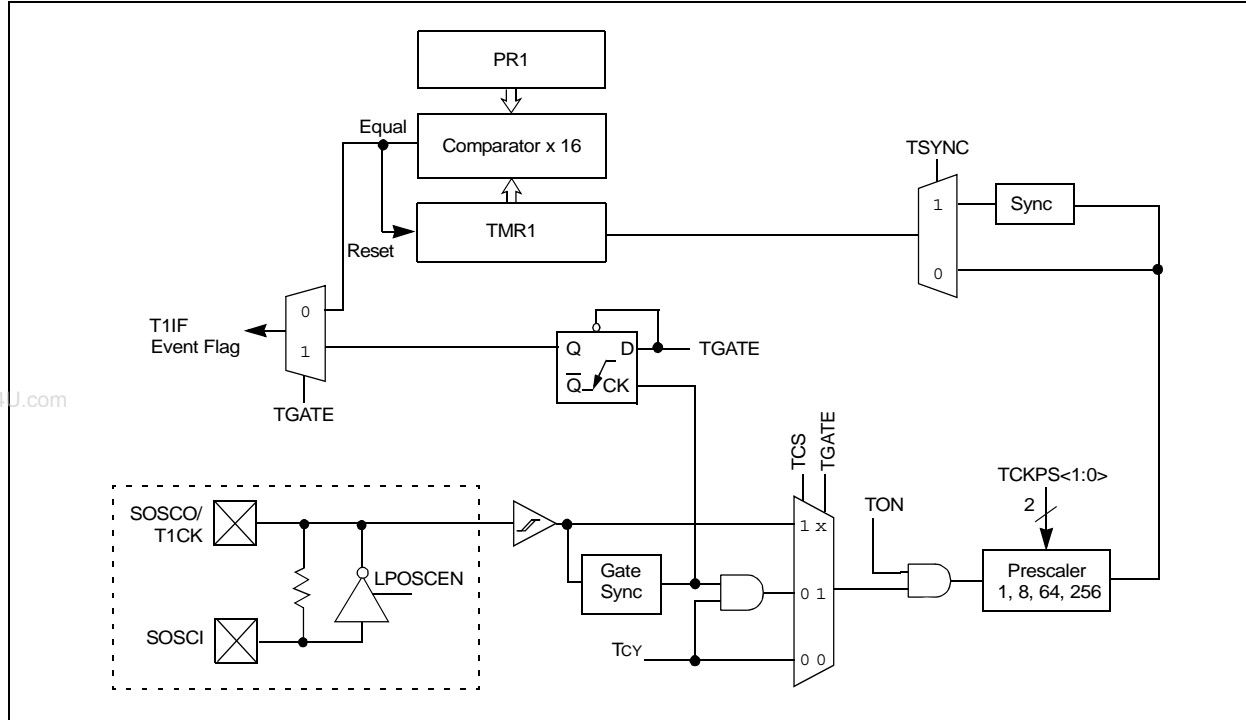 PR1
Equal
Comparator x 16
TSYNC
1
Sync
TMR1
Reset
0
0
T1IF
Event Flag
1
Q
D
TGATE
Q
CK
TGATE
4U.com
TCS
TGATE
TCKPS<1:0>
2
SOSCO/
T1CK
TON
1 x
LPOSCEN
Gate
Sync
Prescaler
1, 8, 64, 256
0 1
SOSCI
TCY
0 0